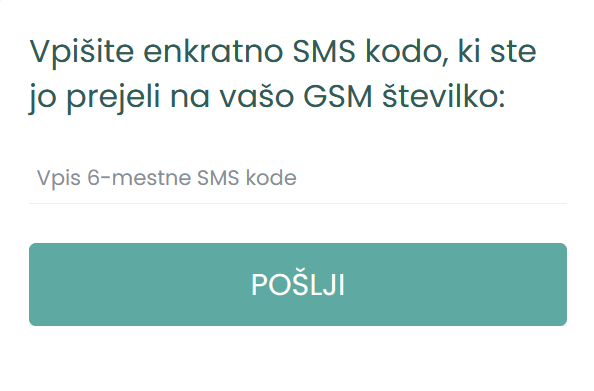 Vpišite enkratno SMS kodo, ki ste
jo prejeli na vašo GSM številko:
Vpis 6-mestne SMS kode
POŠLJI